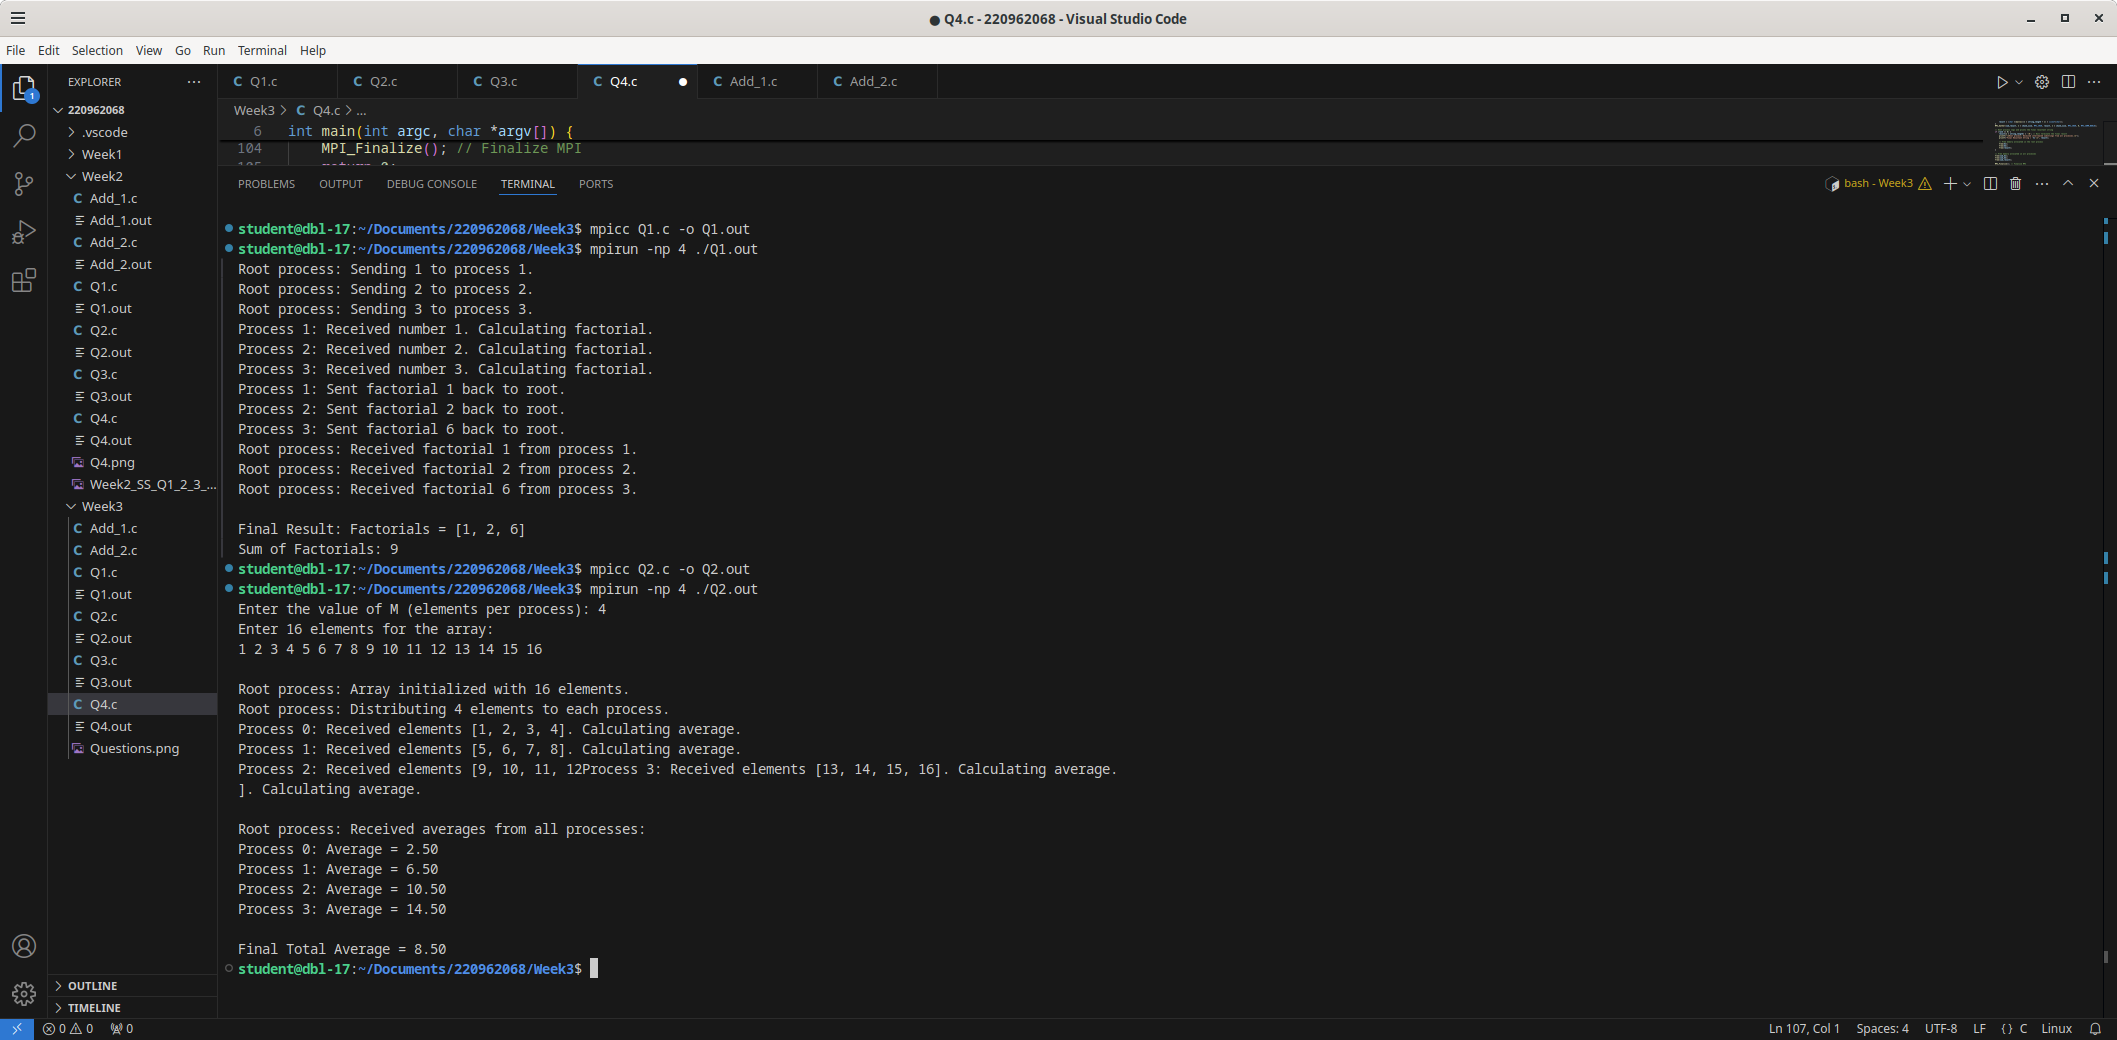 ● Q4.c - 220962068 - Visual Studio Code
File Edit Selection View Go Run Terminal Help
EXPLORER
1
220962068
.vscode
Week1
Week2
Add_1.c
Add_1.out
Add_2.c
Add_2.out
Q1.c
Q1.out
Q2.c
Q2.out
Q3.c
Q3.out
Q4.c
Q4.out
Q4.png
Week2_SS_Q1_2_3_...
Week3
Add_1.c
Add_2.c
Q1.c
Q1.out
Q2.c
Q2.out
Q3.c
Q3.out
Q4.c
Q4.out
Questions.png
OUTLINE
TIMELINE
Q1.c Q2.c Q3.c Q4.c Add_1.c Add_2.c
Week3 > C Q4.c > ...
6 int main(int argc, char *argv[]) {
104 MPI_Finalize(); // Finalize MPI
PROBLEMS OUTPUT DEBUG CONSOLE TERMINAL PORTS
bash - Week3
student@dbl-17:~/Documents/220962068/Week3$ mpicc Q1.c -o Q1.out
student@dbl-17:~/Documents/220962068/Week3$ mpirun -np 4 ./Q1.out
Root process: Sending 1 to process 1.
Root process: Sending 2 to process 2.
Root process: Sending 3 to process 3.
Process 1: Received number 1. Calculating factorial.
Process 2: Received number 2. Calculating factorial.
Process 3: Received number 3. Calculating factorial.
Process 1: Sent factorial 1 back to root.
Process 2: Sent factorial 2 back to root.
Process 3: Sent factorial 6 back to root.
Root process: Received factorial 1 from process 1.
Root process: Received factorial 2 from process 2.
Root process: Received factorial 6 from process 3.
Final Result: Factorials = [1, 2, 6]
Sum of Factorials: 9
student@dbl-17:~/Documents/220962068/Week3$ mpicc Q2.c -o Q2.out
student@dbl-17:~/Documents/220962068/Week3$ mpirun -np 4 ./Q2.out
Enter the value of M (elements per process): 4
Enter 16 elements for the array:
1 2 3 4 5 6 7 8 9 10 11 12 13 14 15 16
Root process: Array initialized with 16 elements.
Root process: Distributing 4 elements to each process.
Process 0: Received elements [1, 2, 3, 4]. Calculating average.
Process 1: Received elements [5, 6, 7, 8]. Calculating average.
Process 2: Received elements [9, 10, 11, 12Process 3: Received elements [13, 14, 15, 16]. Calculating average.
]. Calculating average.
Root process: Received averages from all processes:
Process 0: Average = 2.50
Process 1: Average = 6.50
Process 2: Average = 10.50
Process 3: Average = 14.50
Final Total Average = 8.50
student@dbl-17:~/Documents/220962068/Week3$
0 0 0 Ln 107, Col 1 Spaces: 4 UTF-8 LF {} C Linux